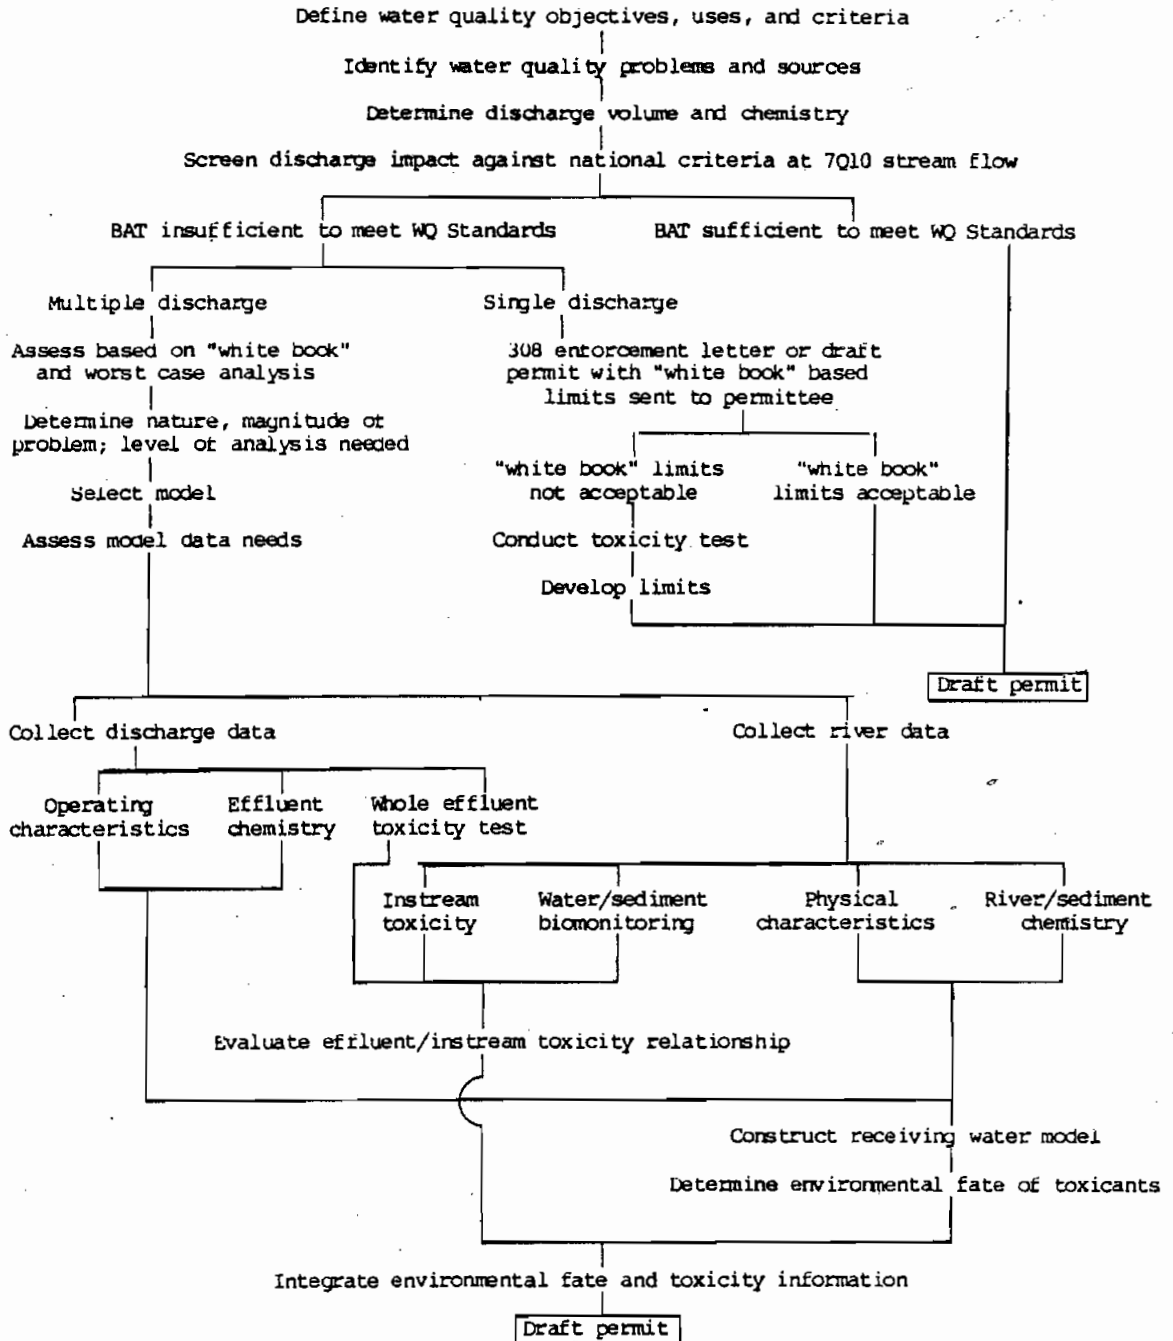 Define water quality objectives, uses, and criteria
Identify water quality problems and sources
Determine discharge volume and chemistry
Screen discharge impact against national criteria at 7Q10 stream flow
BAT insufficient to meet WQ Standards
BAT sufficient to meet WQ Standards
Multiple discharge
Single discharge
Assess based on "white book"
and worst case analysis
308 enforcement letter or draft
permit with "white book" based
limits sent to permittee
Determine nature, magnitude of
problem; level of analysis needed
"white book" limits
not acceptable
"white book"
limits acceptable
Select model
Assess model data needs
Conduct toxicity test
Develop limits
Draft permit
Collect discharge data
Collect river data
Operating
characteristics
Effluent
chemistry
Whole effluent
toxicity test
Instream
toxicity
Water/sediment
biomonitoring
Physical
characteristics
River/sediment
chemistry
Evaluate effluent/instream toxicity relationship
Construct receiving water model
Determine environmental fate of toxicants
Integrate environmental fate and toxicity information
Draft permit